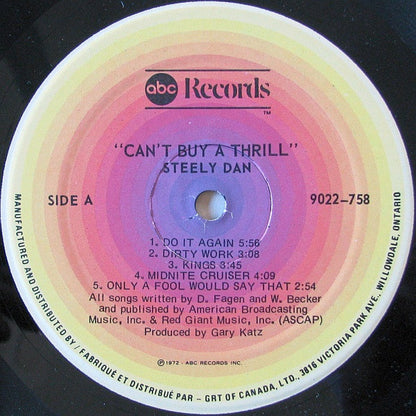 abc Records
™
"CAN'T BUY A THRILL"
STEELY DAN
SIDE A
9022-758
1. DO IT AGAIN 5:56
2. DIRTY WORK 3:08
3. KINGS 3:45
4. MIDNITE CRUISER 4:09
5. ONLY A FOOL WOULD SAY THAT 2:54
All songs written by D. Fagen and W. Becker
and published by American Broadcasting
Music, Inc. & Red Giant Music, Inc. (ASCAP)
Produced by Gary Katz
℗1972 - ABC RECORDS INC.
MANUFACTURED AND DISTRIBUTED BY / FABRIQUÉ ET DISTRIBUÉ PAR - GRT OF CANADA, LTD., 3816 VICTORIA PARK AVE. WILLOWDALE, ONTARIO